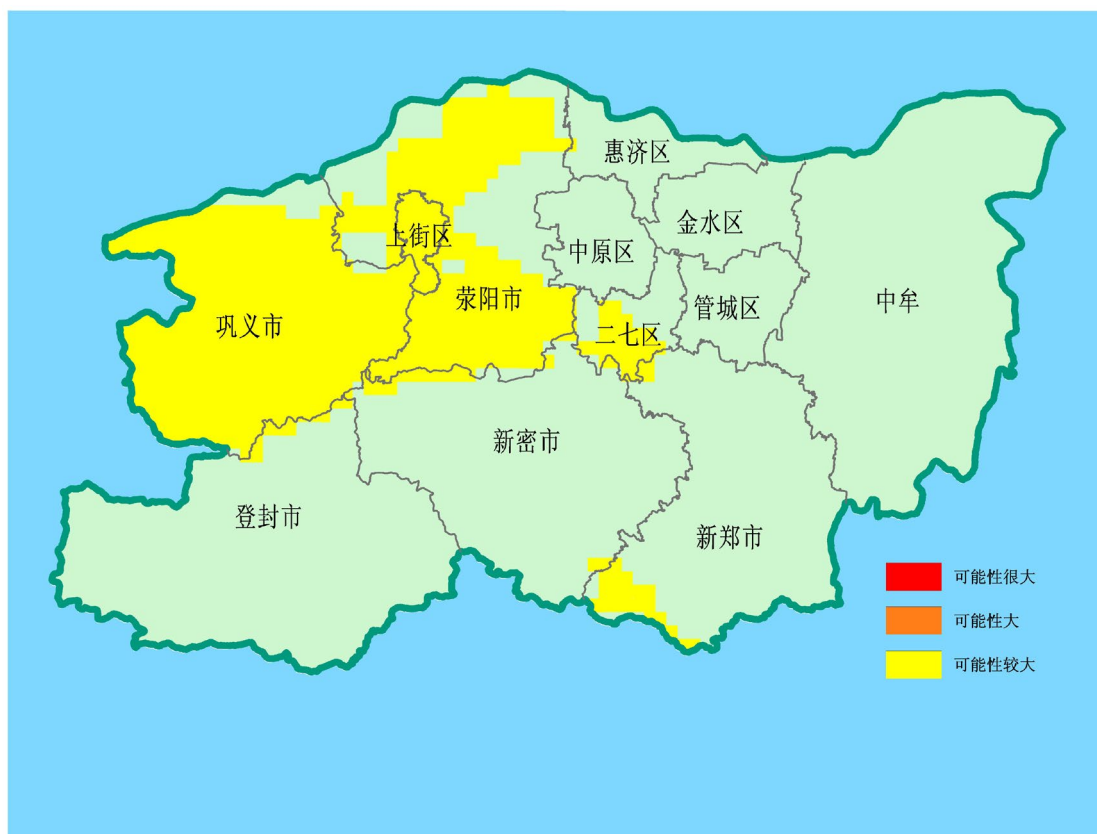 惠济区
金水区
上街区
中原区
荥阳市
管城区
中牟
巩义市
二七区
新密市
登封市
新郑市
可能性很大
可能性大
可能性较大